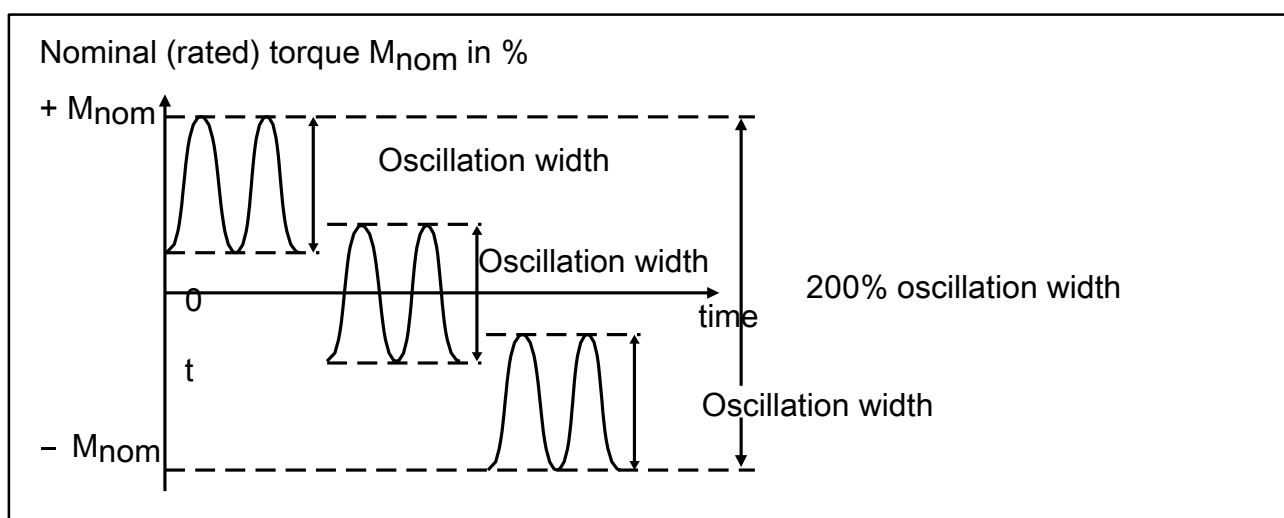 Nominal (rated) torque Mnom in %
+ Mnom
Oscillation width
Oscillation width
0
200% oscillation width
time
t
Oscillation width
− Mnom